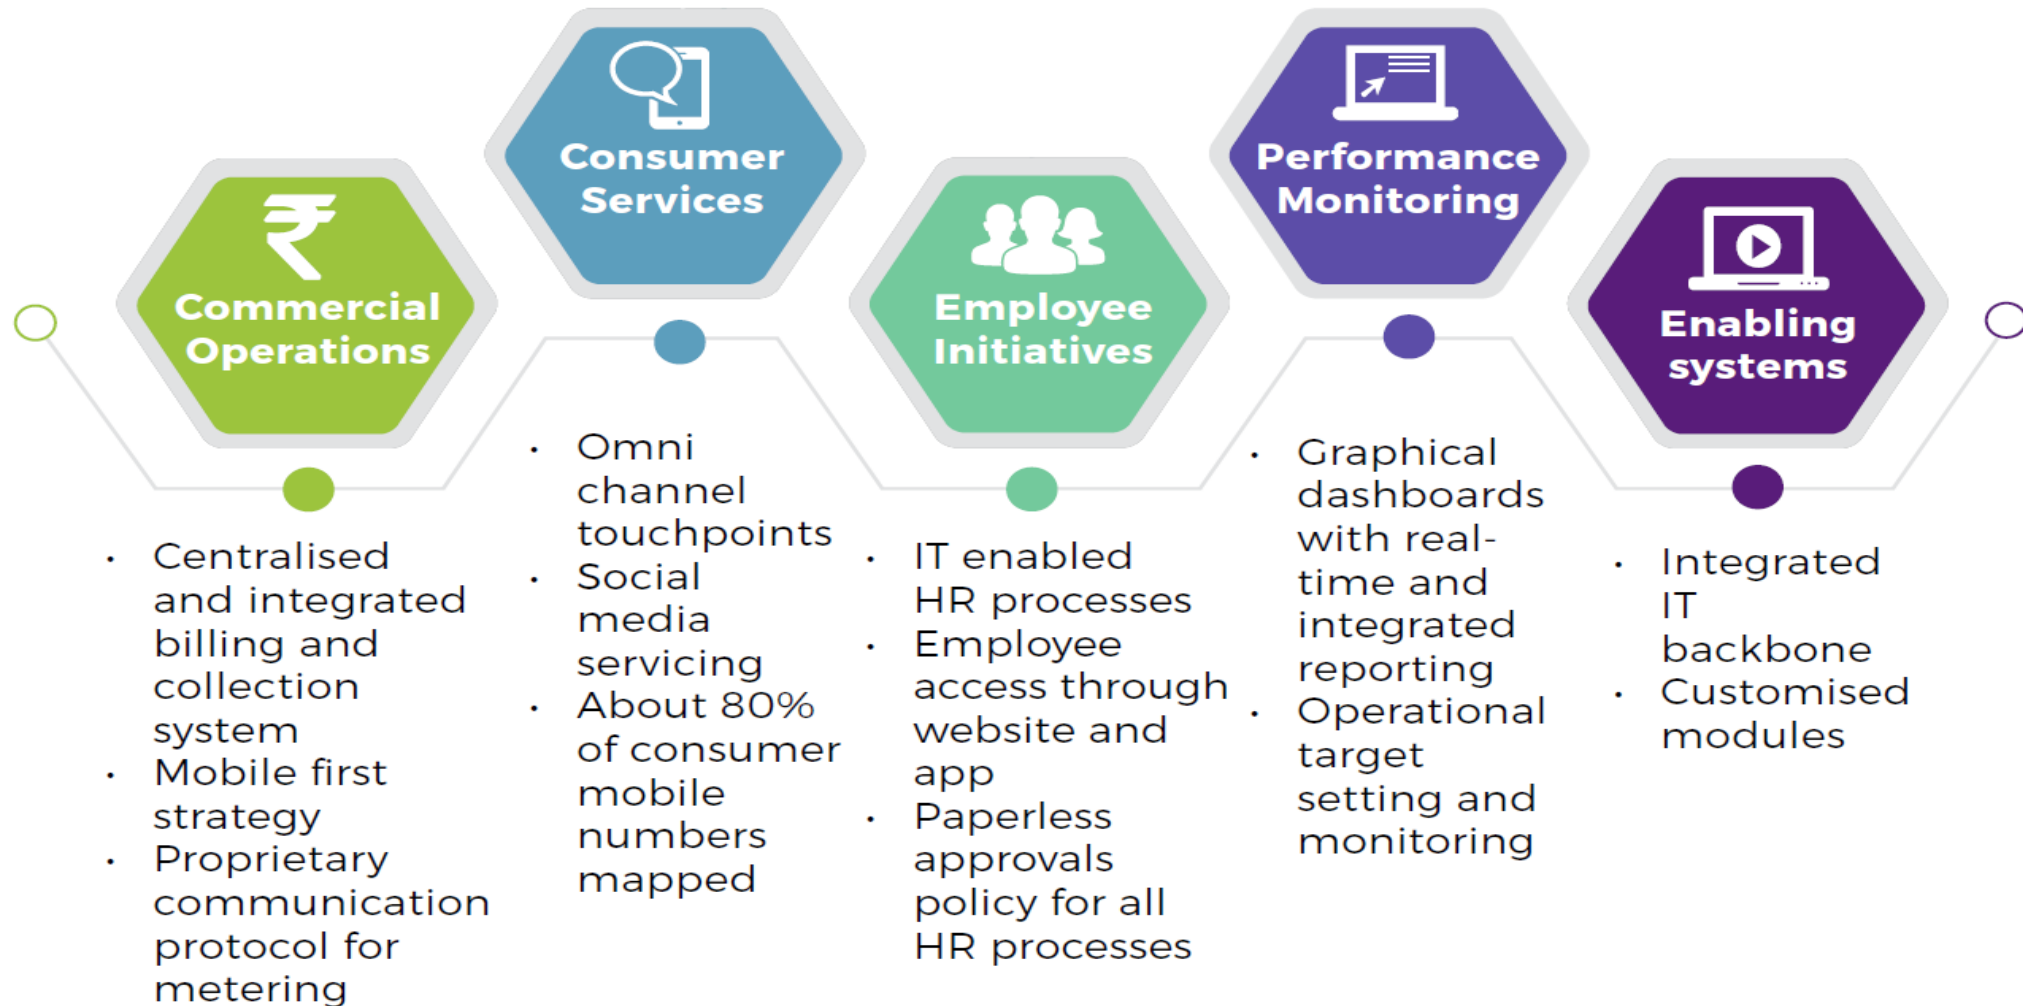 Commercial
Operations
• Centralised
and integrated
billing and
collection
system
• Mobile first
strategy
• Proprietary
communication
protocol for
metering
Consumer
Services
• Omni
channel
touchpoints
• Social
media
servicing
• About 80%
of consumer
mobile
numbers
mapped
Employee
Initiatives
• IT enabled
HR processes
• Employee
access through
website and
app
• Paperless
approvals
policy for all
HR processes
Performance
Monitoring
• Graphical
dashboards
with real-
time and
integrated
reporting
• Operational
target
setting and
monitoring
Enabling
systems
• Integrated
IT
backbone
• Customised
modules